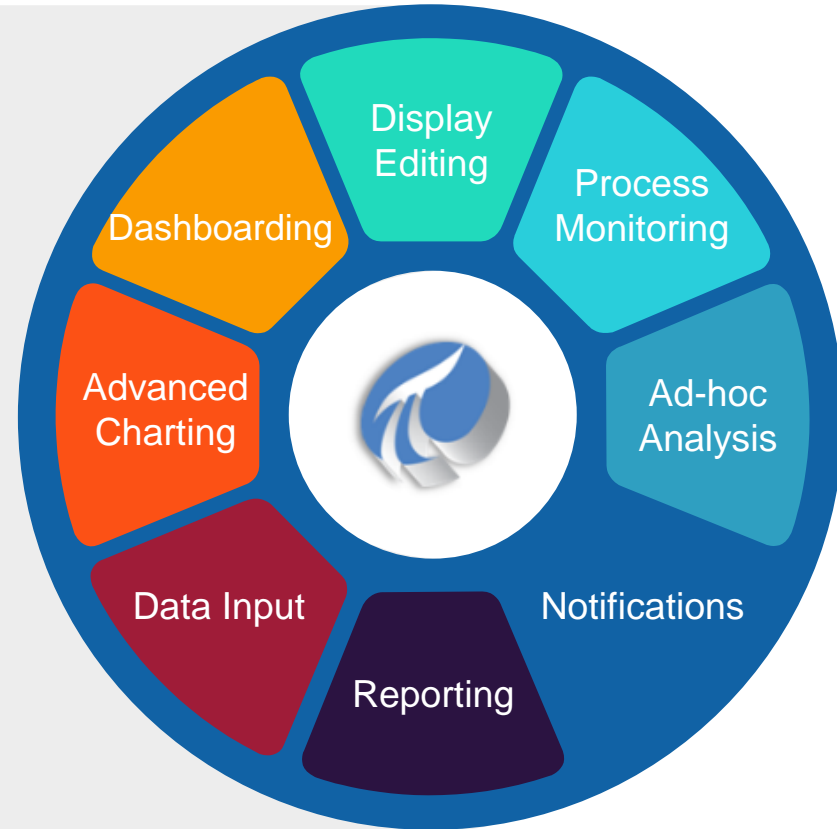 Display
Editing
Process
Monitoring
Ad-hoc
Analysis
Notifications
Reporting
Data Input
Advanced
Charting
Dashboarding